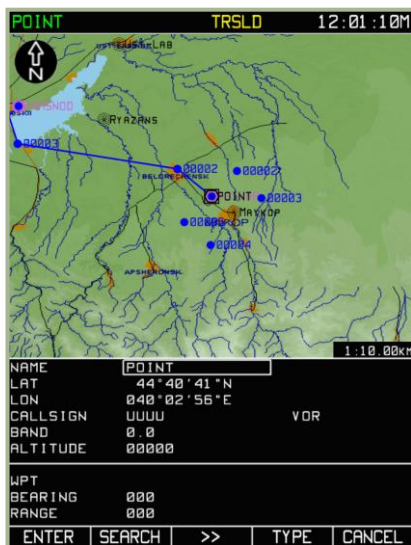 POINT TRSLD 12:01:10M
UST-LAB
N
RYAZANS
00003
00002
00002
BELORECHENSK
POINT
00003
MAYKOP
00004
APSHERONSK
1:10.00KM
NAME POINT
LAT 44°40'41"N
LON 040°02'56"E
CALLSIGN UUUU VOR
BAND 0.0
ALTITUDE 00000
WPT
BEARING 000
RANGE 000
ENTER SEARCH >> TYPE CANCEL